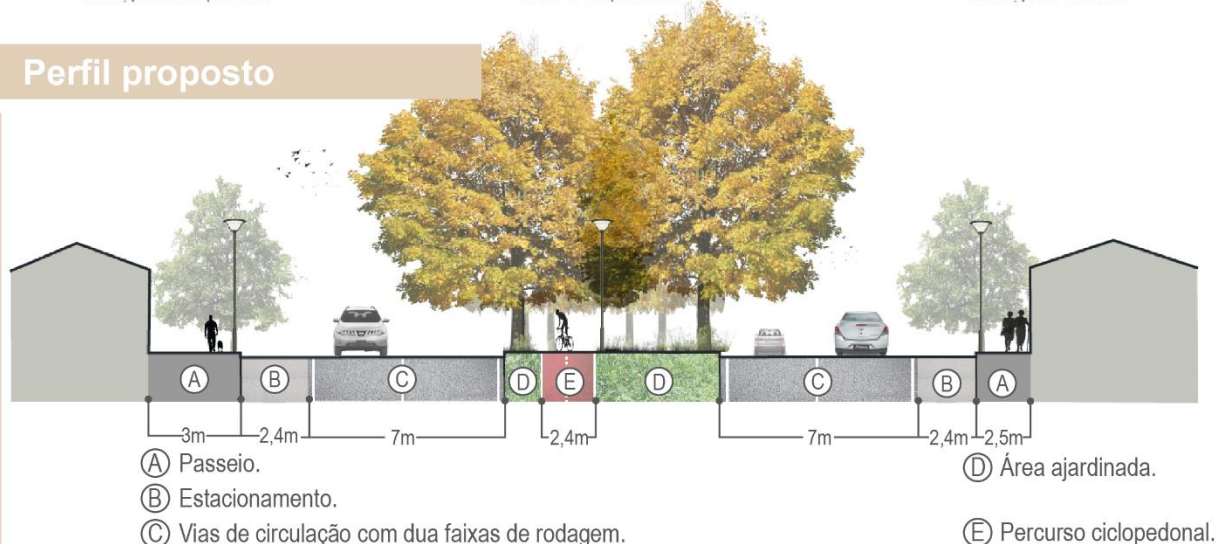 Perfil proposto
A B C D E D C B A
3m 2,4m 7m 2,4m 7m 2,4m 2,5m
A Passeio.
D Área ajardinada.
B Estacionamento.
C Vias de circulação com dua faixas de rodagem.
E Percurso ciclopedonal.